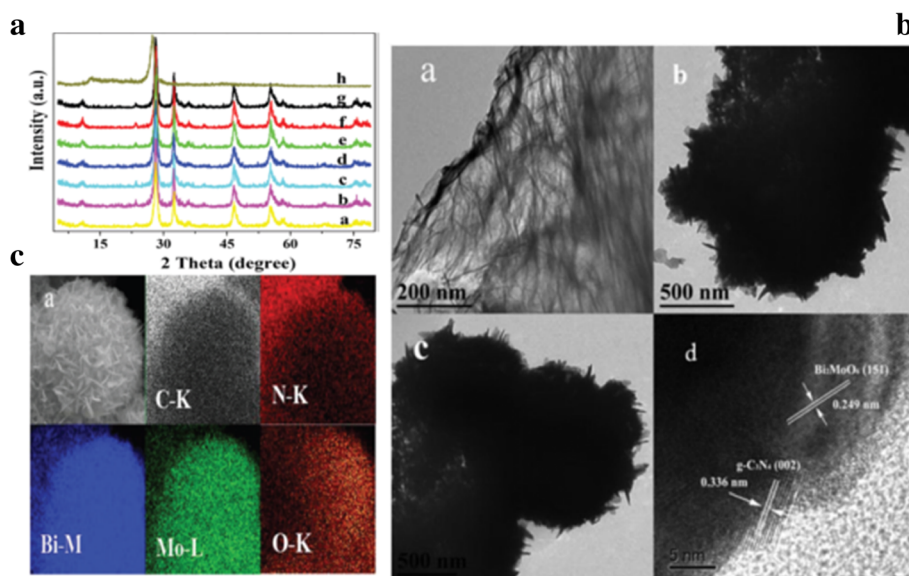 a
Intensity (a.u.)
h
g
f
e
d
c
b
a
15 30 45 60 75
2 Theta (degree)
b
a
200 nm
b
500 nm
c
500 nm
d
Bi₂MoO₆ (151)
0.249 nm
g-C₃N₄ (002)
0.336 nm
5 nm
c
a
C-K
N-K
Bi-M
Mo-L
O-K